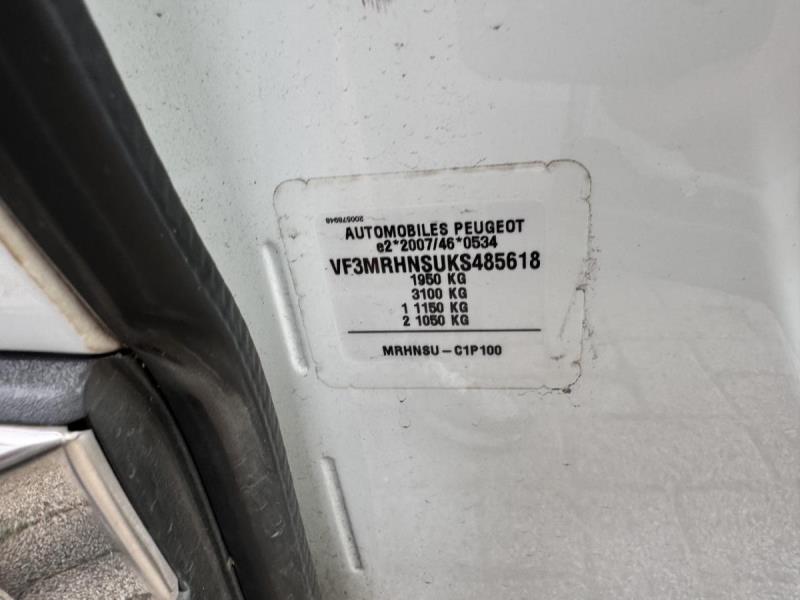 200578948
AUTOMOBILES PEUGEOT
e2*2007/46*0534
VF3MRHNSUKS485618
1950 KG
3100 KG
1 1150 KG
2 1050 KG
MRHNSU-C1P100